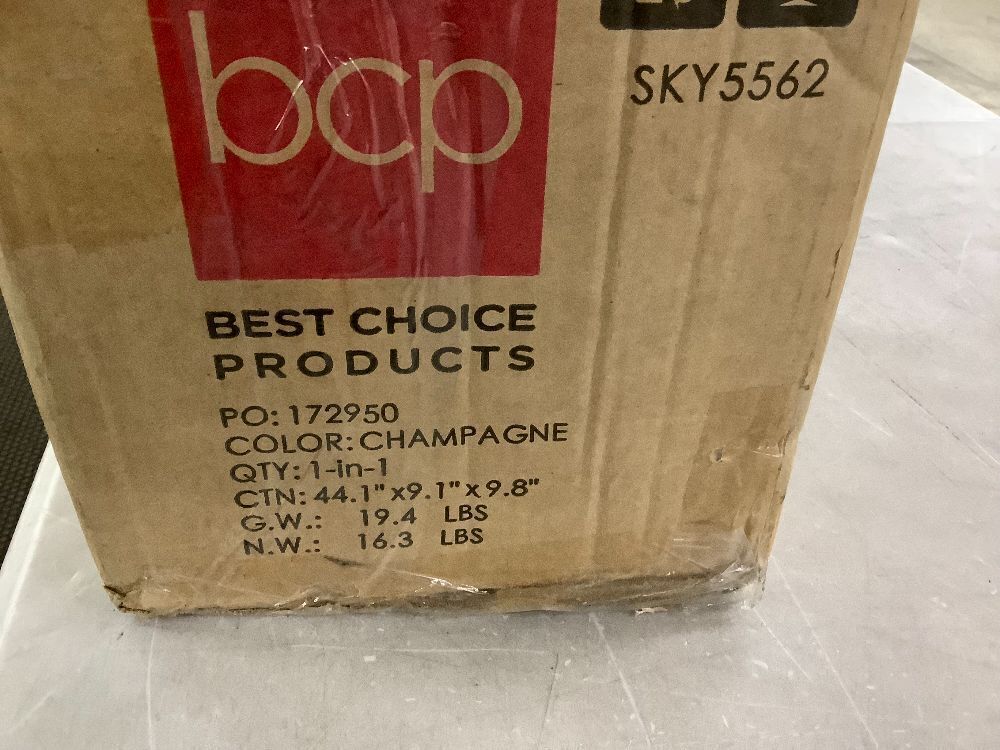 bcp
SKY5562
BEST CHOICE
PRODUCTS
PO: 172950
COLOR: CHAMPAGNE
QTY: 1-in-1
CTN: 44.1" x9.1" x 9.8"
G.W.: 19.4 LBS
N.W.: 16.3 LBS